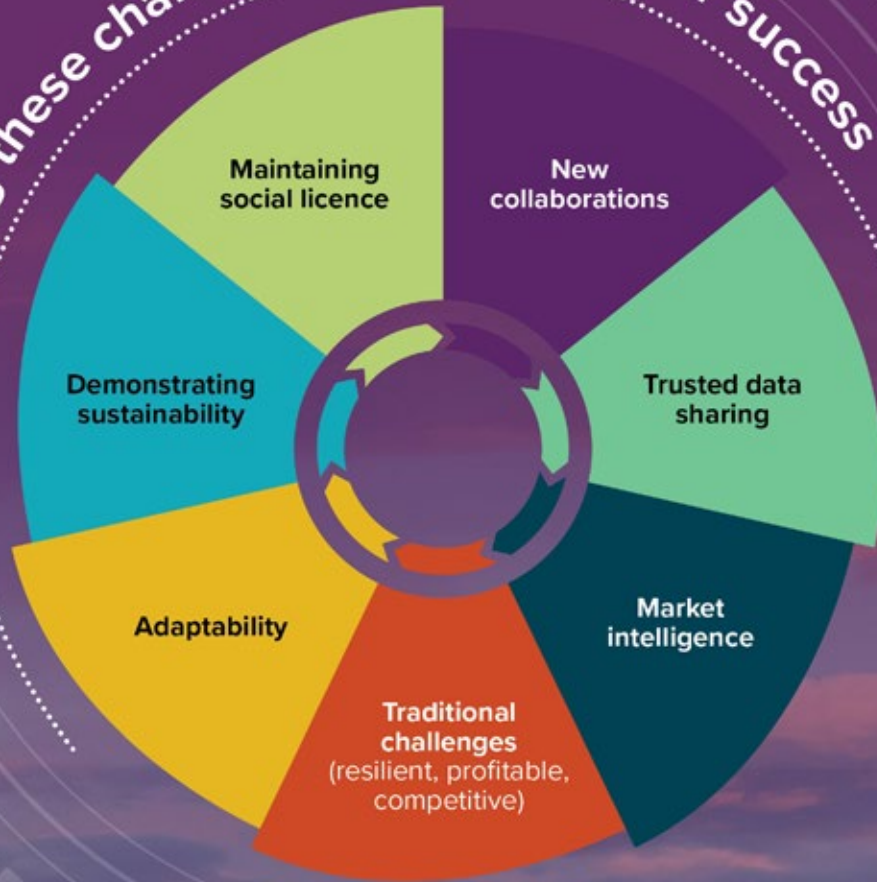 these
success
Maintaining
social licence
New
collaborations
Demonstrating
sustainability
Trusted data
sharing
Adaptability
Market
intelligence
Traditional
challenges
(resilient, profitable,
competitive)